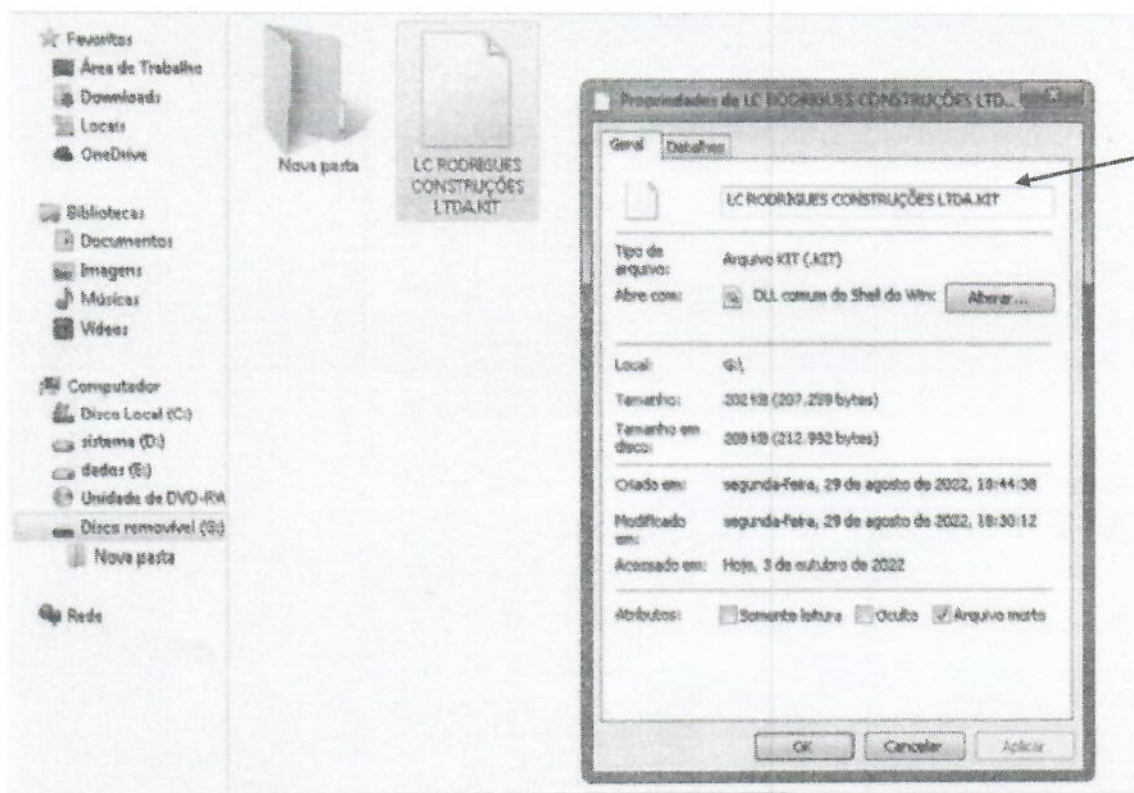 Favoritos
Área de Trabalho
Downloads
Locais
OneDrive
Bibliotecas
Documentos
Imagens
Músicas
Vídeos
Computador
Disco Local (C:)
sistema (D:)
dados (E:)
Unidade de DVD-RW
Disco removível (G:)
Nova pasta
Rede
Nova pasta
LC RODRIGUES
CONSTRUÇÕES
LTDA.KIT
Propriedades de LC RODRIGUES CONSTRUÇÕES LTD...
Geral Detalhes
LC RODRIGUES CONSTRUÇÕES LTDA.KIT
Tipo de
arquivo: Arquivo KIT (.KIT)
Abre com: DLL comum do Shell do Winc Alterar...
Local: G:\
Tamanho: 202 KB (207.259 bytes)
Tamanho em
disco: 208 KB (212.992 bytes)
Criado em: segunda-feira, 29 de agosto de 2022, 18:44:38
Modificado
em: segunda-feira, 29 de agosto de 2022, 18:30:12
Acessado em: Hoje, 3 de outubro de 2022
Atributos: Somente leitura Oculto Arquivo morto
OK Cancelar Aplicar